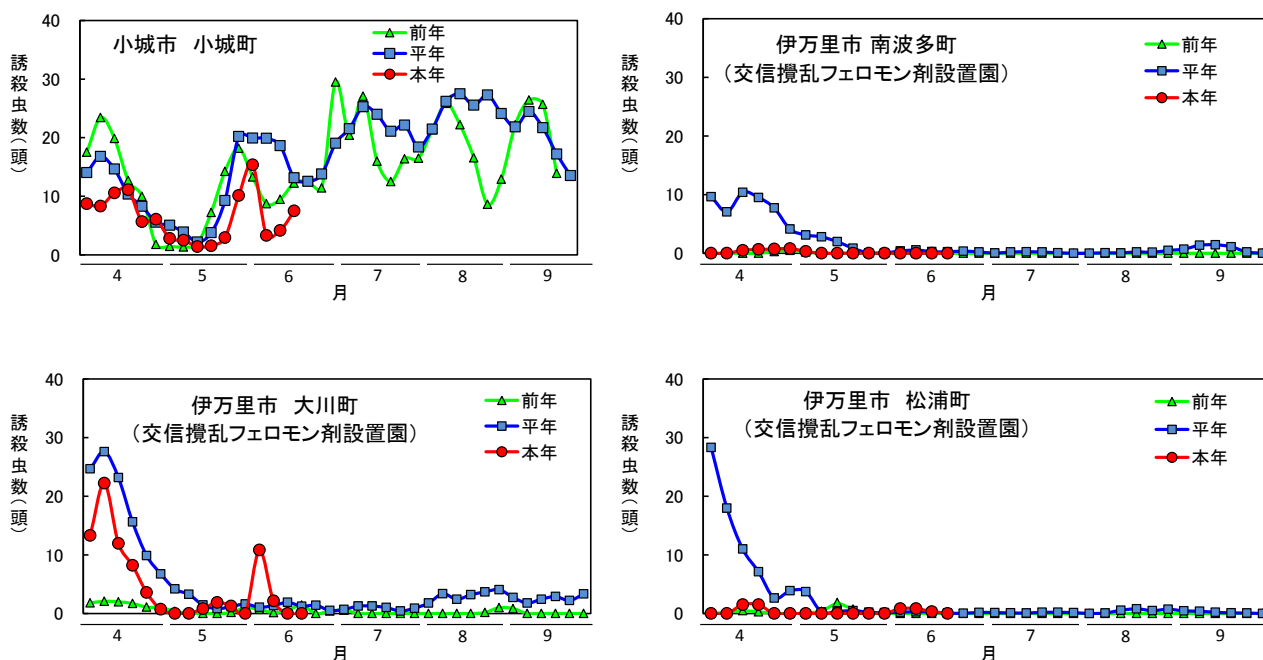 小城市 小城町
前年
平年
本年
誘殺虫数(頭)
40
30
20
10
0
4 5 6 7 8 9
月
伊万里市 南波多町
(交信攪乱フェロモン剤設置園)
前年
平年
本年
誘殺虫数(頭)
40
30
20
10
0
4 5 6 7 8 9
月
伊万里市 大川町
(交信攪乱フェロモン剤設置園)
前年
平年
本年
誘殺虫数(頭)
40
30
20
10
0
4 5 6 7 8 9
月
伊万里市 松浦町
(交信攪乱フェロモン剤設置園)
前年
平年
本年
誘殺虫数(頭)
40
30
20
10
0
4 5 6 7 8 9
月